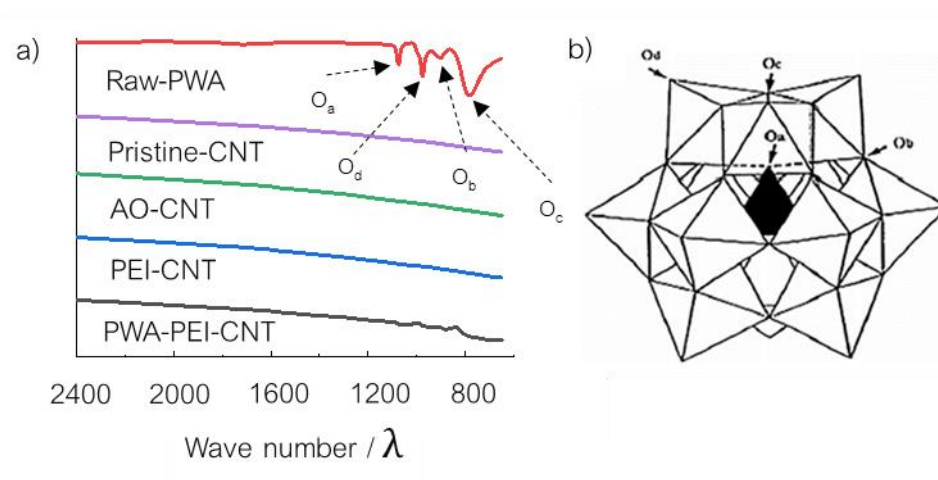 a)
Raw-PWA
Oa
Od
Ob
Oc
Pristine-CNT
AO-CNT
PEI-CNT
PWA-PEI-CNT
2400 2000 1600 1200 800
Wave number / λ
b)
Od
Oc
Oa
Ob